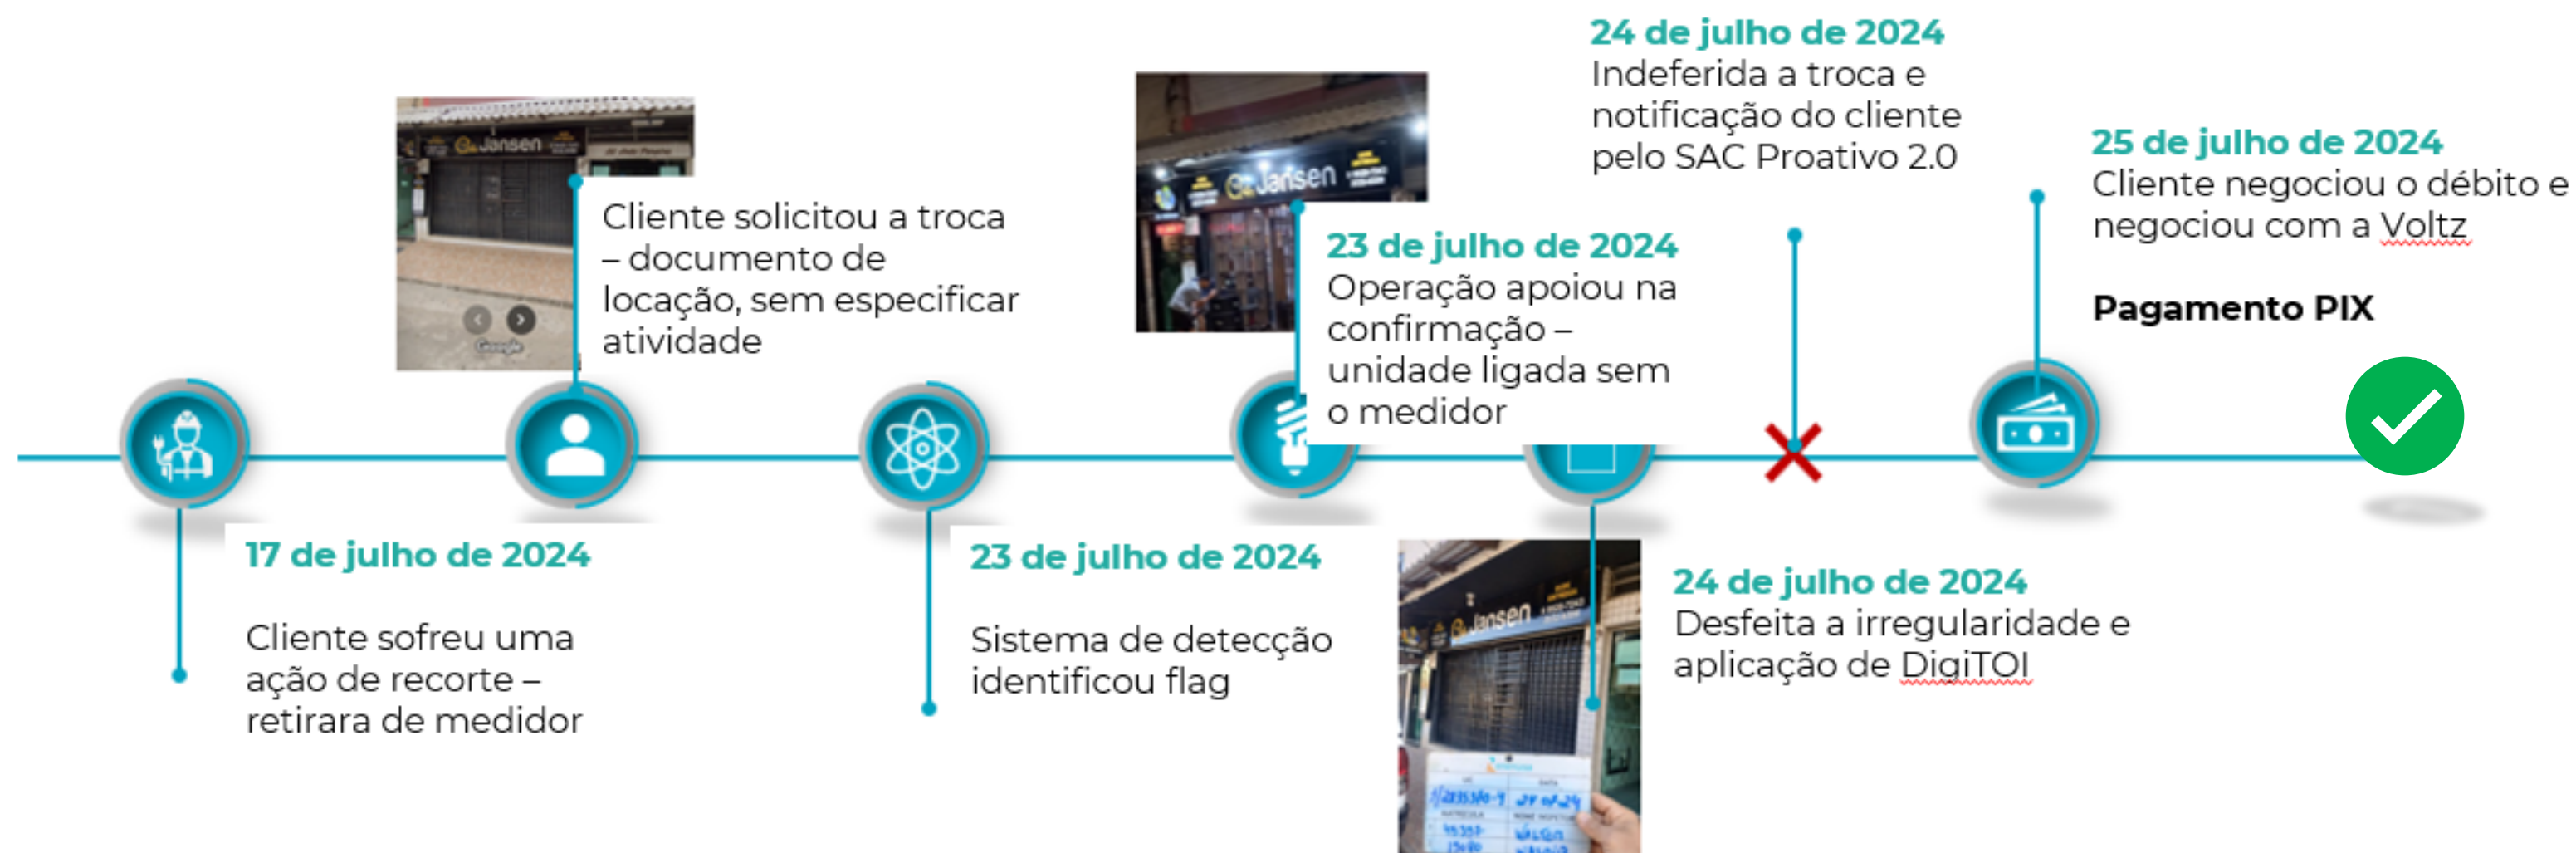 17 de julho de 2024
Cliente sofreu uma
ação de recorte –
retirara de medidor
Jansen
Google
Cliente solicitou a troca
– documento de
locação, sem especificar
atividade
23 de julho de 2024
Sistema de detecção
identificou flag
Jansen
23 de julho de 2024
Operação apoiou na
confirmação –
unidade ligada sem
o medidor
Jansen
24 de julho de 2024
Desfeita a irregularidade e
aplicação de DigiTOI
24 de julho de 2024
Indeferida a troca e
notificação do cliente
pelo SAC Proativo 2.0
25 de julho de 2024
Cliente negociou o débito e
negociou com a Voltz
Pagamento PIX